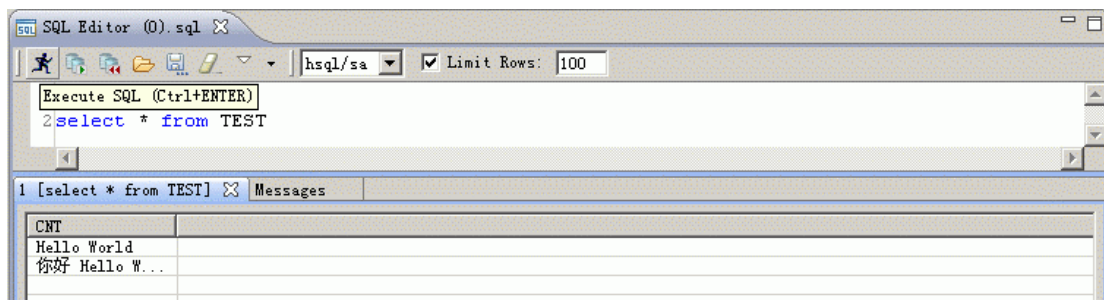 SQL Editor (0).sql
hsql/sa Limit Rows: 100
Execute SQL (Ctrl+ENTER)
2 select * from TEST
1 [select * from TEST] Messages
CNT
Hello World
你好 Hello W...